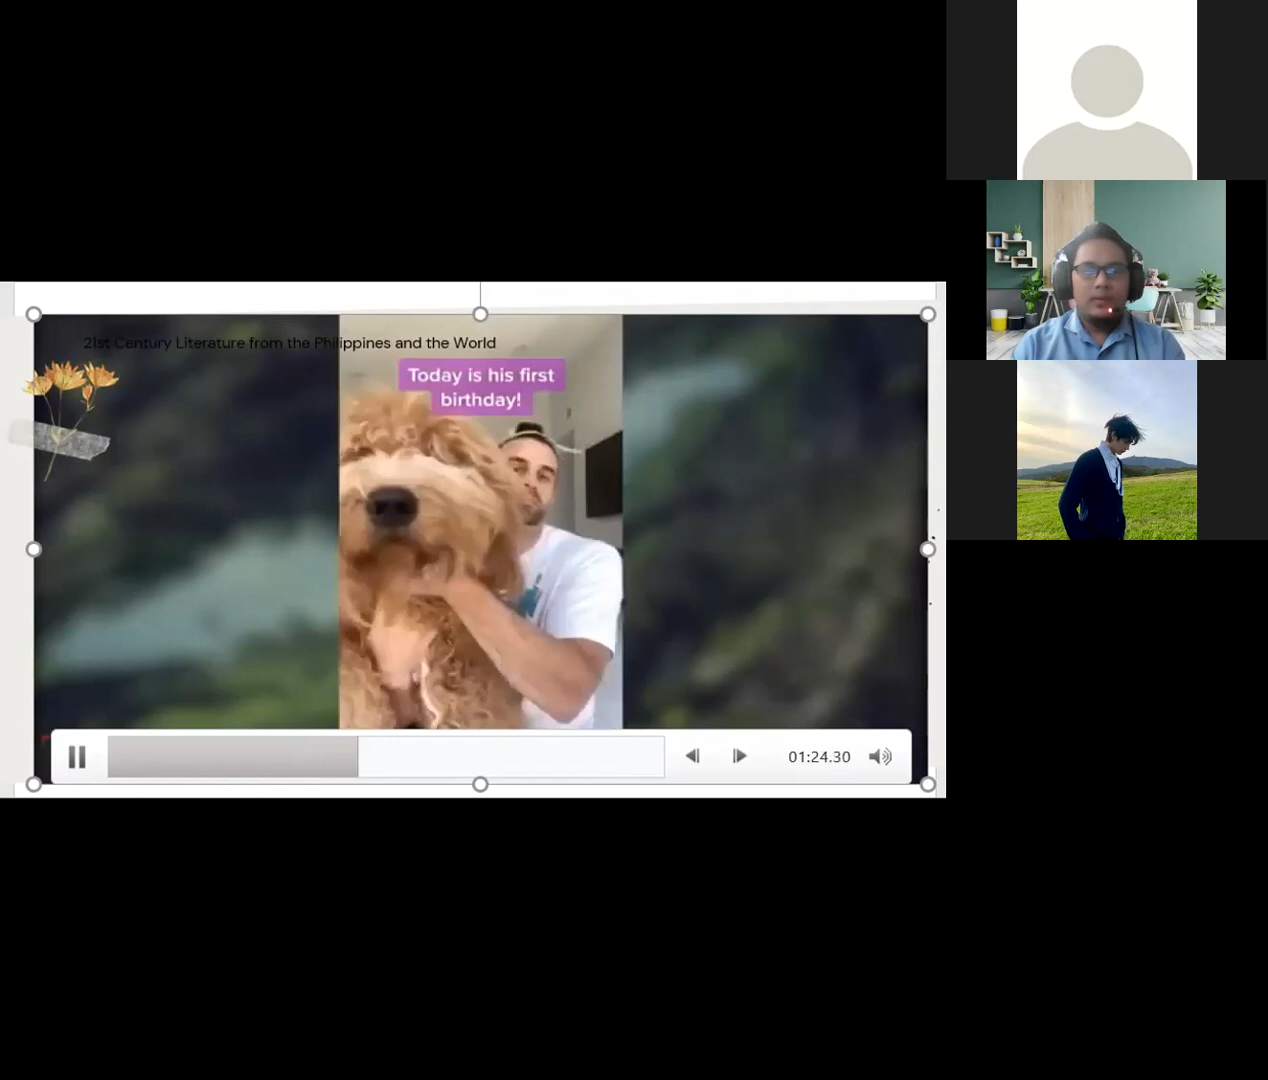 21st Century Literature from the Philippines and the World
Today is his first
birthday!
01:24.30